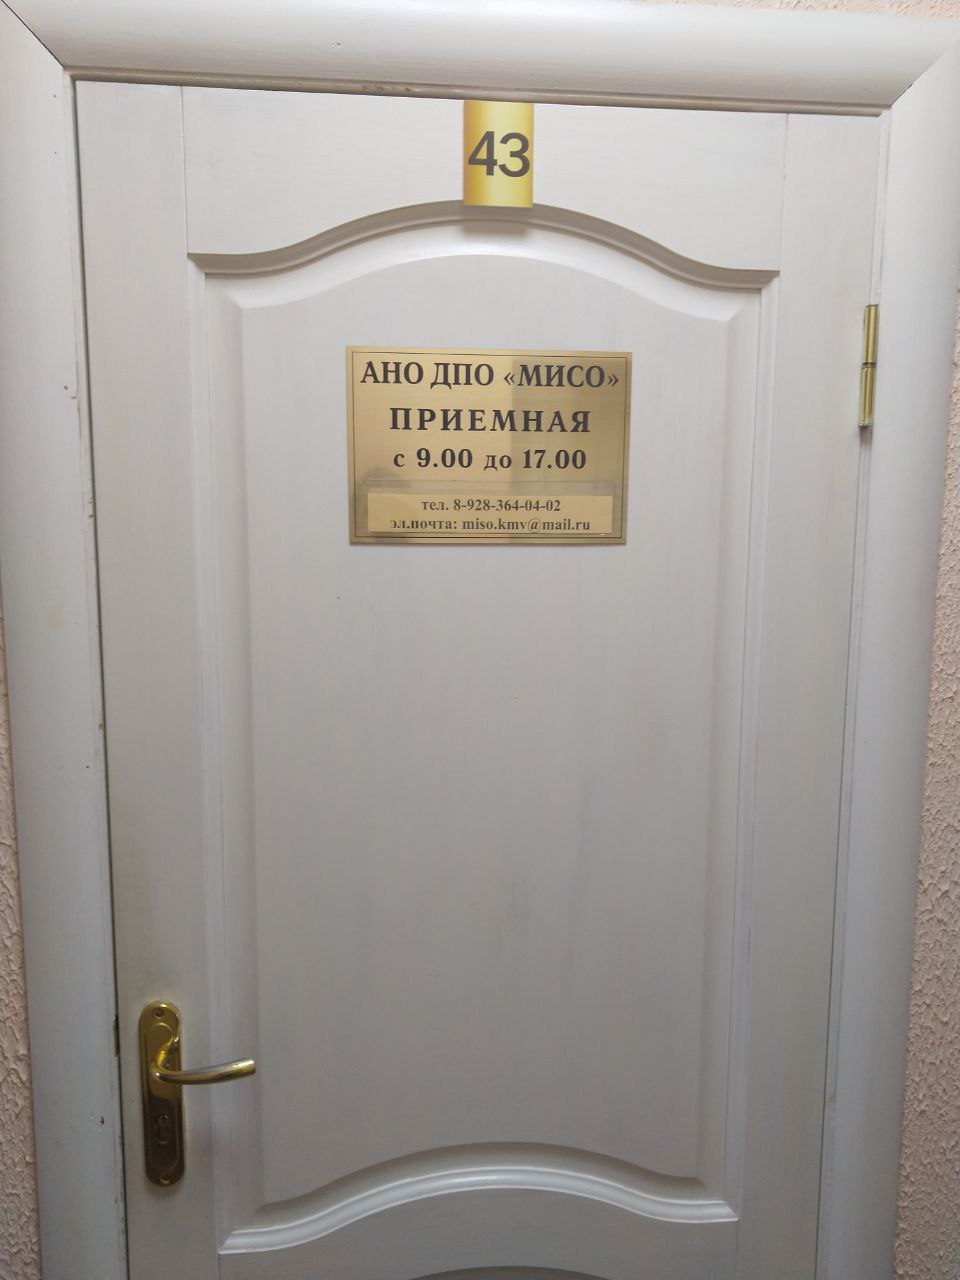 43
АНО ДПО «МИСО»
ПРИЕМНАЯ
с 9.00 до 17.00
тел. 8-928-364-04-02
эл.почта: miso.kmv@mail.ru